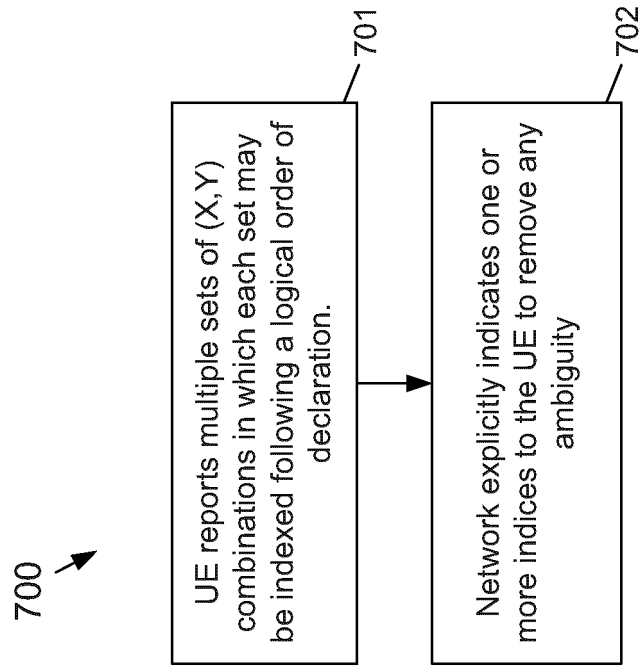 700
UE reports multiple sets of (X,Y)
combinations in which each set may
be indexed following a logical order of
declaration.
701
Network explicitly indicates one or
more indices to the UE to remove any
ambiguity
702